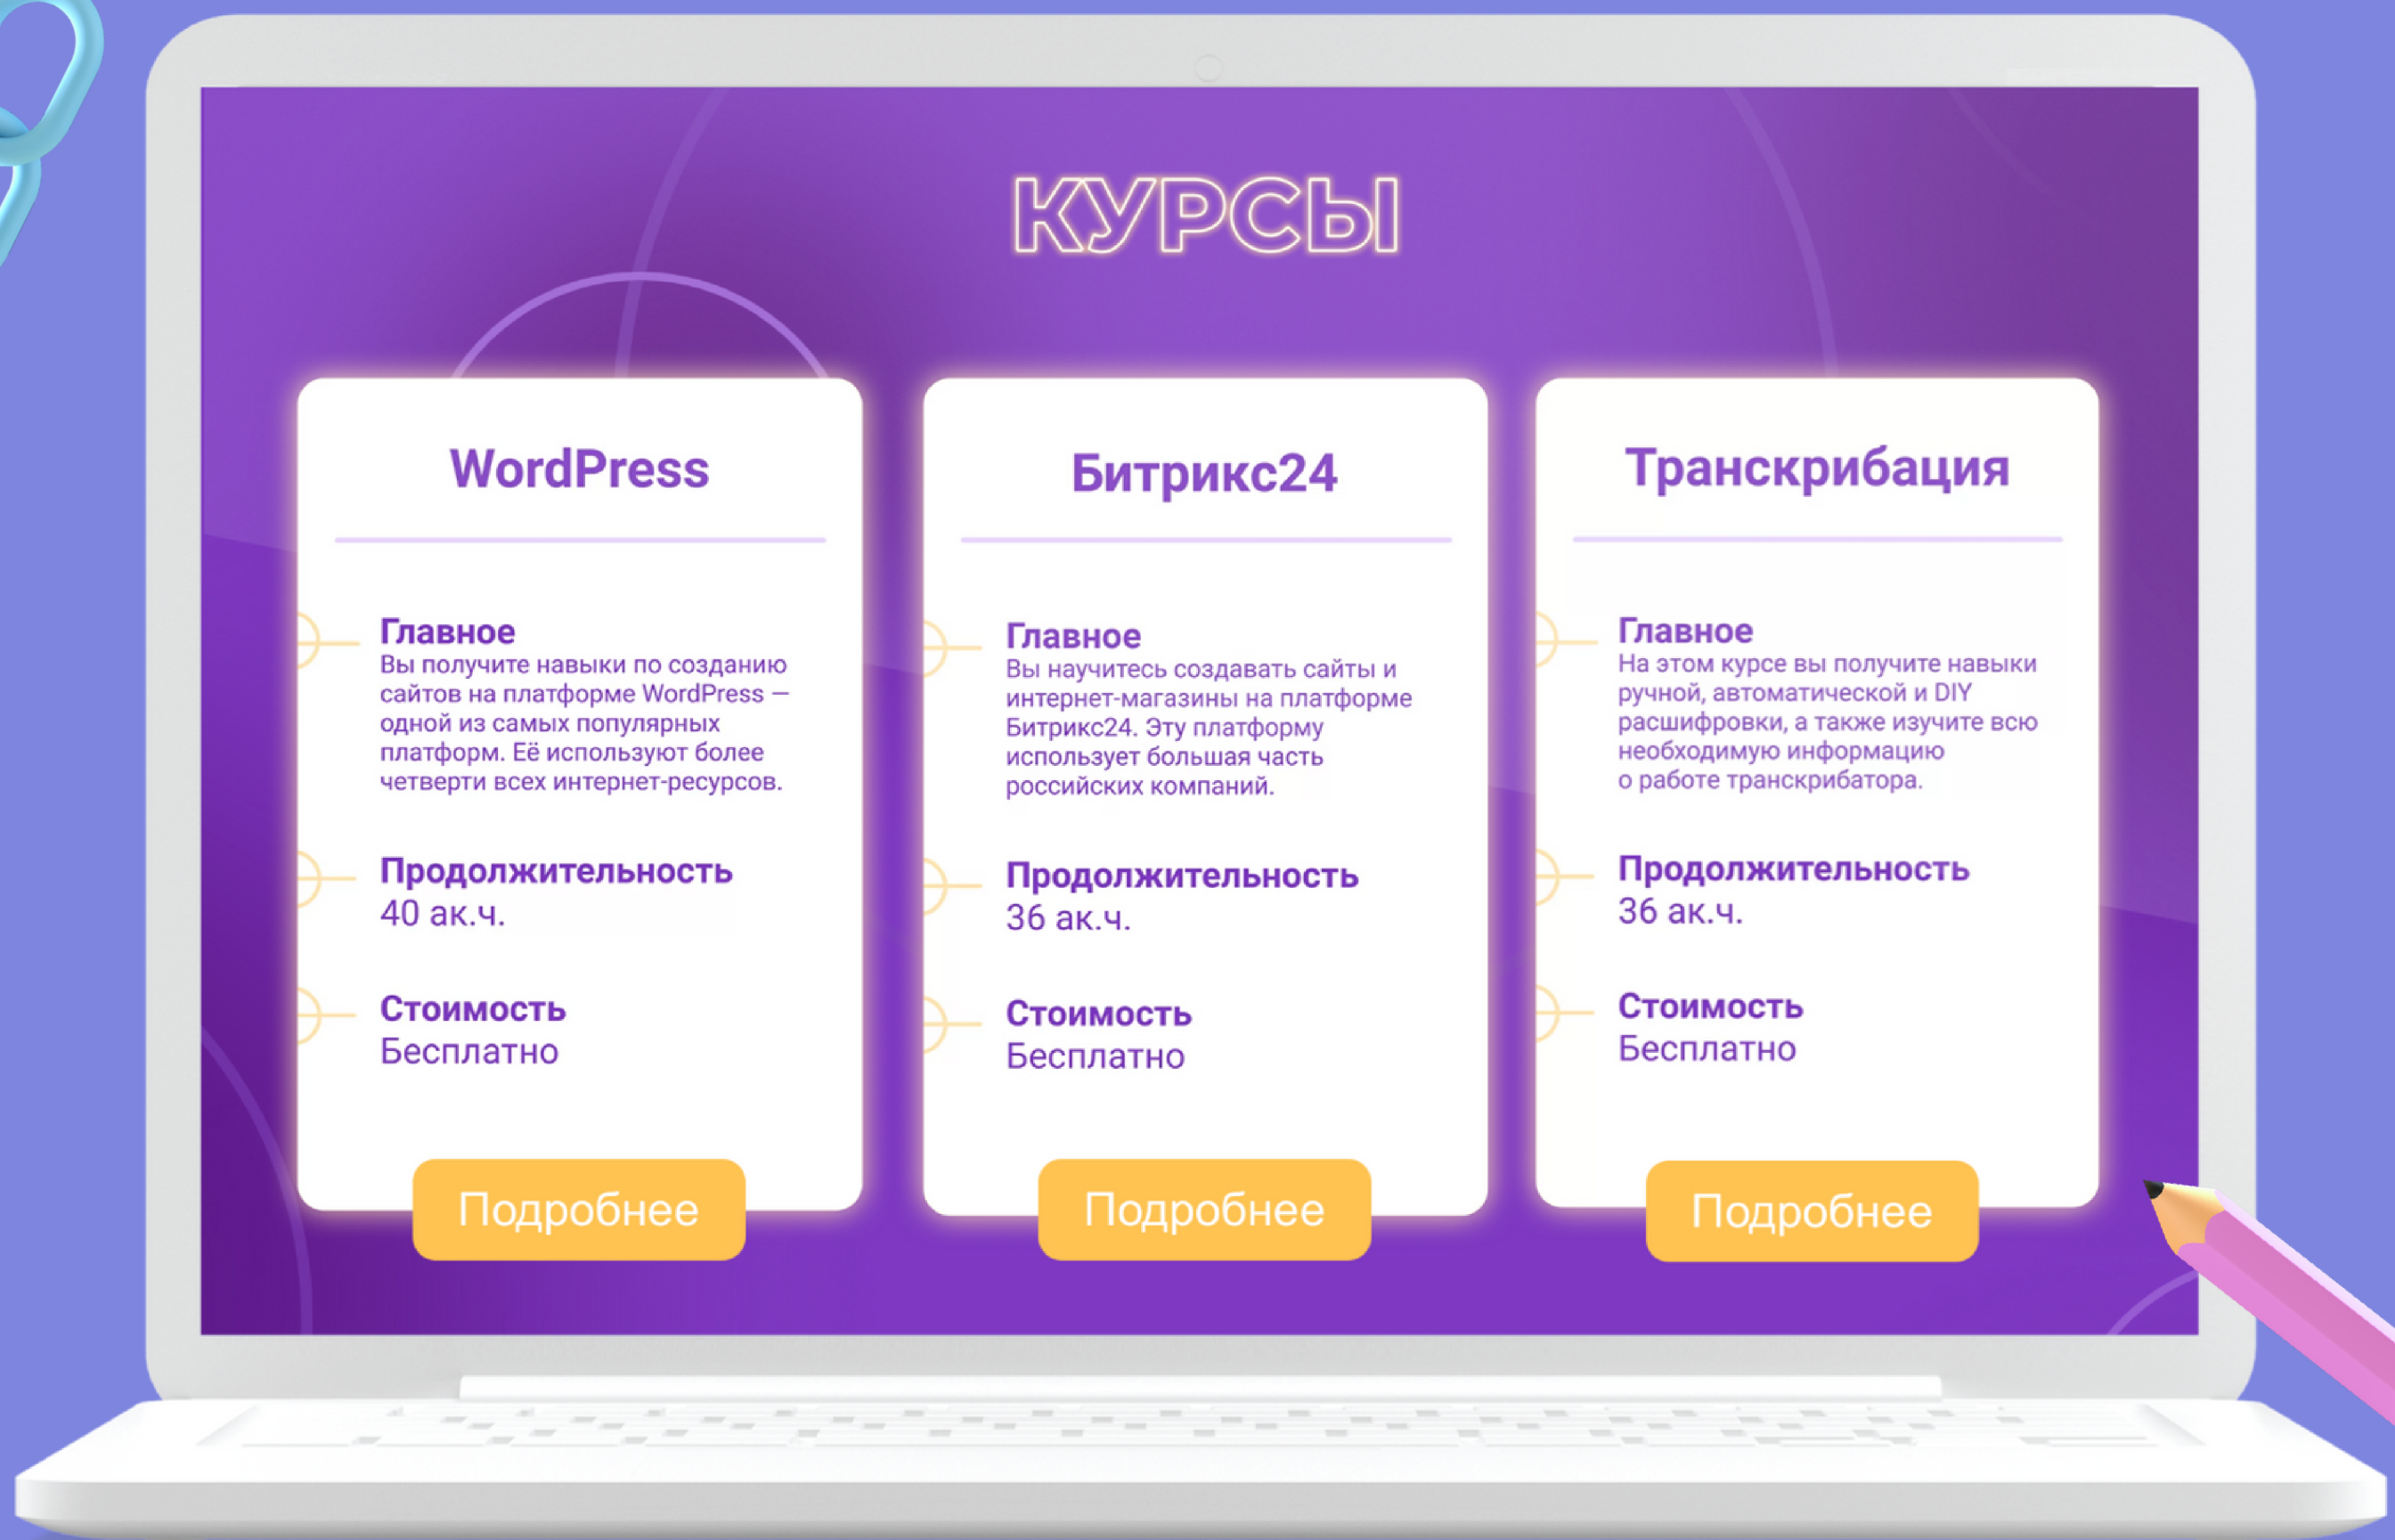 КУРСЫ
WordPress
Главное
Вы получите навыки по созданию
сайтов на платформе WordPress —
одной из самых популярных
платформ. Её используют более
четверти всех интернет-ресурсов.
Продолжительность
40 ак.ч.
Стоимость
Бесплатно
Подробнее
Битрикс24
Главное
Вы научитесь создавать сайты и
интернет-магазины на платформе
Битрикс24. Эту платформу
использует большая часть
российских компаний.
Продолжительность
36 ак.ч.
Стоимость
Бесплатно
Подробнее
Транскрибация
Главное
На этом курсе вы получите навыки
ручной, автоматической и DIY
расшифровки, а также изучите всю
необходимую информацию
о работе транскрибатора.
Продолжительность
36 ак.ч.
Стоимость
Бесплатно
Подробнее